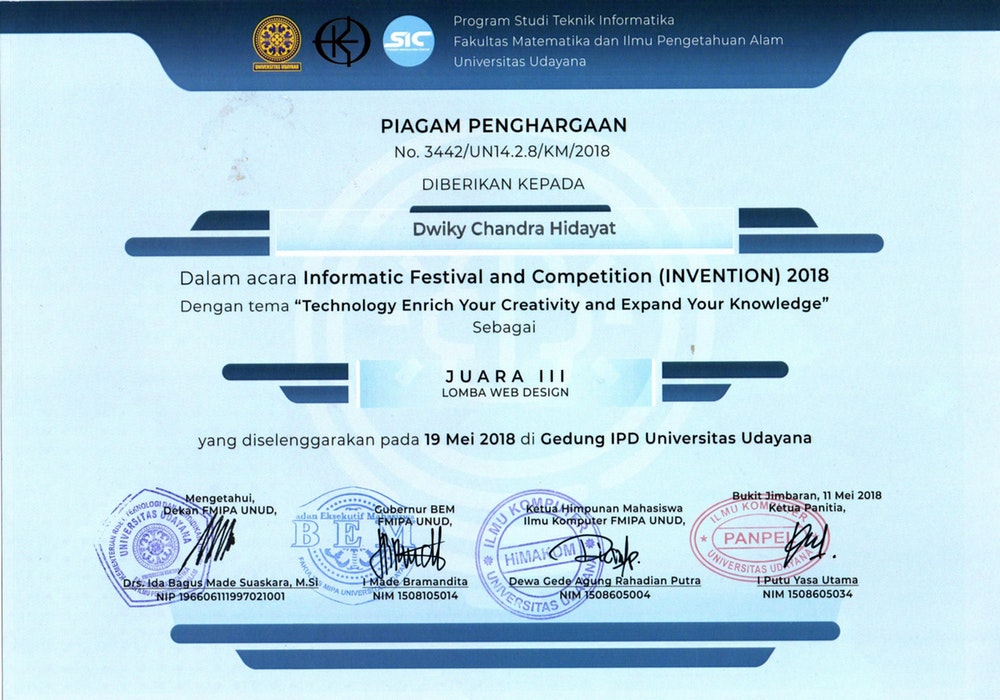 UNIVERSITAS UDAYANA
SIC
Program Studi Teknik Informatika
Fakultas Matematika dan Ilmu Pengetahuan Alam
Universitas Udayana
PIAGAM PENGHARGAAN
No. 3442/UN14.2.8/KM/2018
DIBERIKAN KEPADA
Dwiky Chandra Hidayat
Dalam acara Informatic Festival and Competition (INVENTION) 2018
Dengan tema “Technology Enrich Your Creativity and Expand Your Knowledge”
Sebagai
JUARA III
LOMBA WEB DESIGN
yang diselenggarakan pada 19 Mei 2018 di Gedung IPD Universitas Udayana
Mengetahui,
Dekan FMIPA UNUD,
UNIVERSITAS UDAYANA
Drs. Ida Bagus Made Suaskara, M.SI
NIP 196606111997021001
Gubernur BEM
FMIPA UNUD,
Eksekutif
BEM
I Made Bramandita
NIM 1508105014
Ketua Himpunan Mahasiswa
Ilmu Komputer FMIPA UNUD,
ILMU KOMPUTER
HiMAKOM
UNIVERSITAS UDAYANA
Dewa Gede Agung Rahadian Putra
NIM 1508605004
Bukit Jimbaran, 11 Mei 2018
Ketua Panitia,
ILMU KOMPUTER
PANPEL
UNIVERSITAS UDAYANA
I Putu Yasa Utama
NIM 1508605034